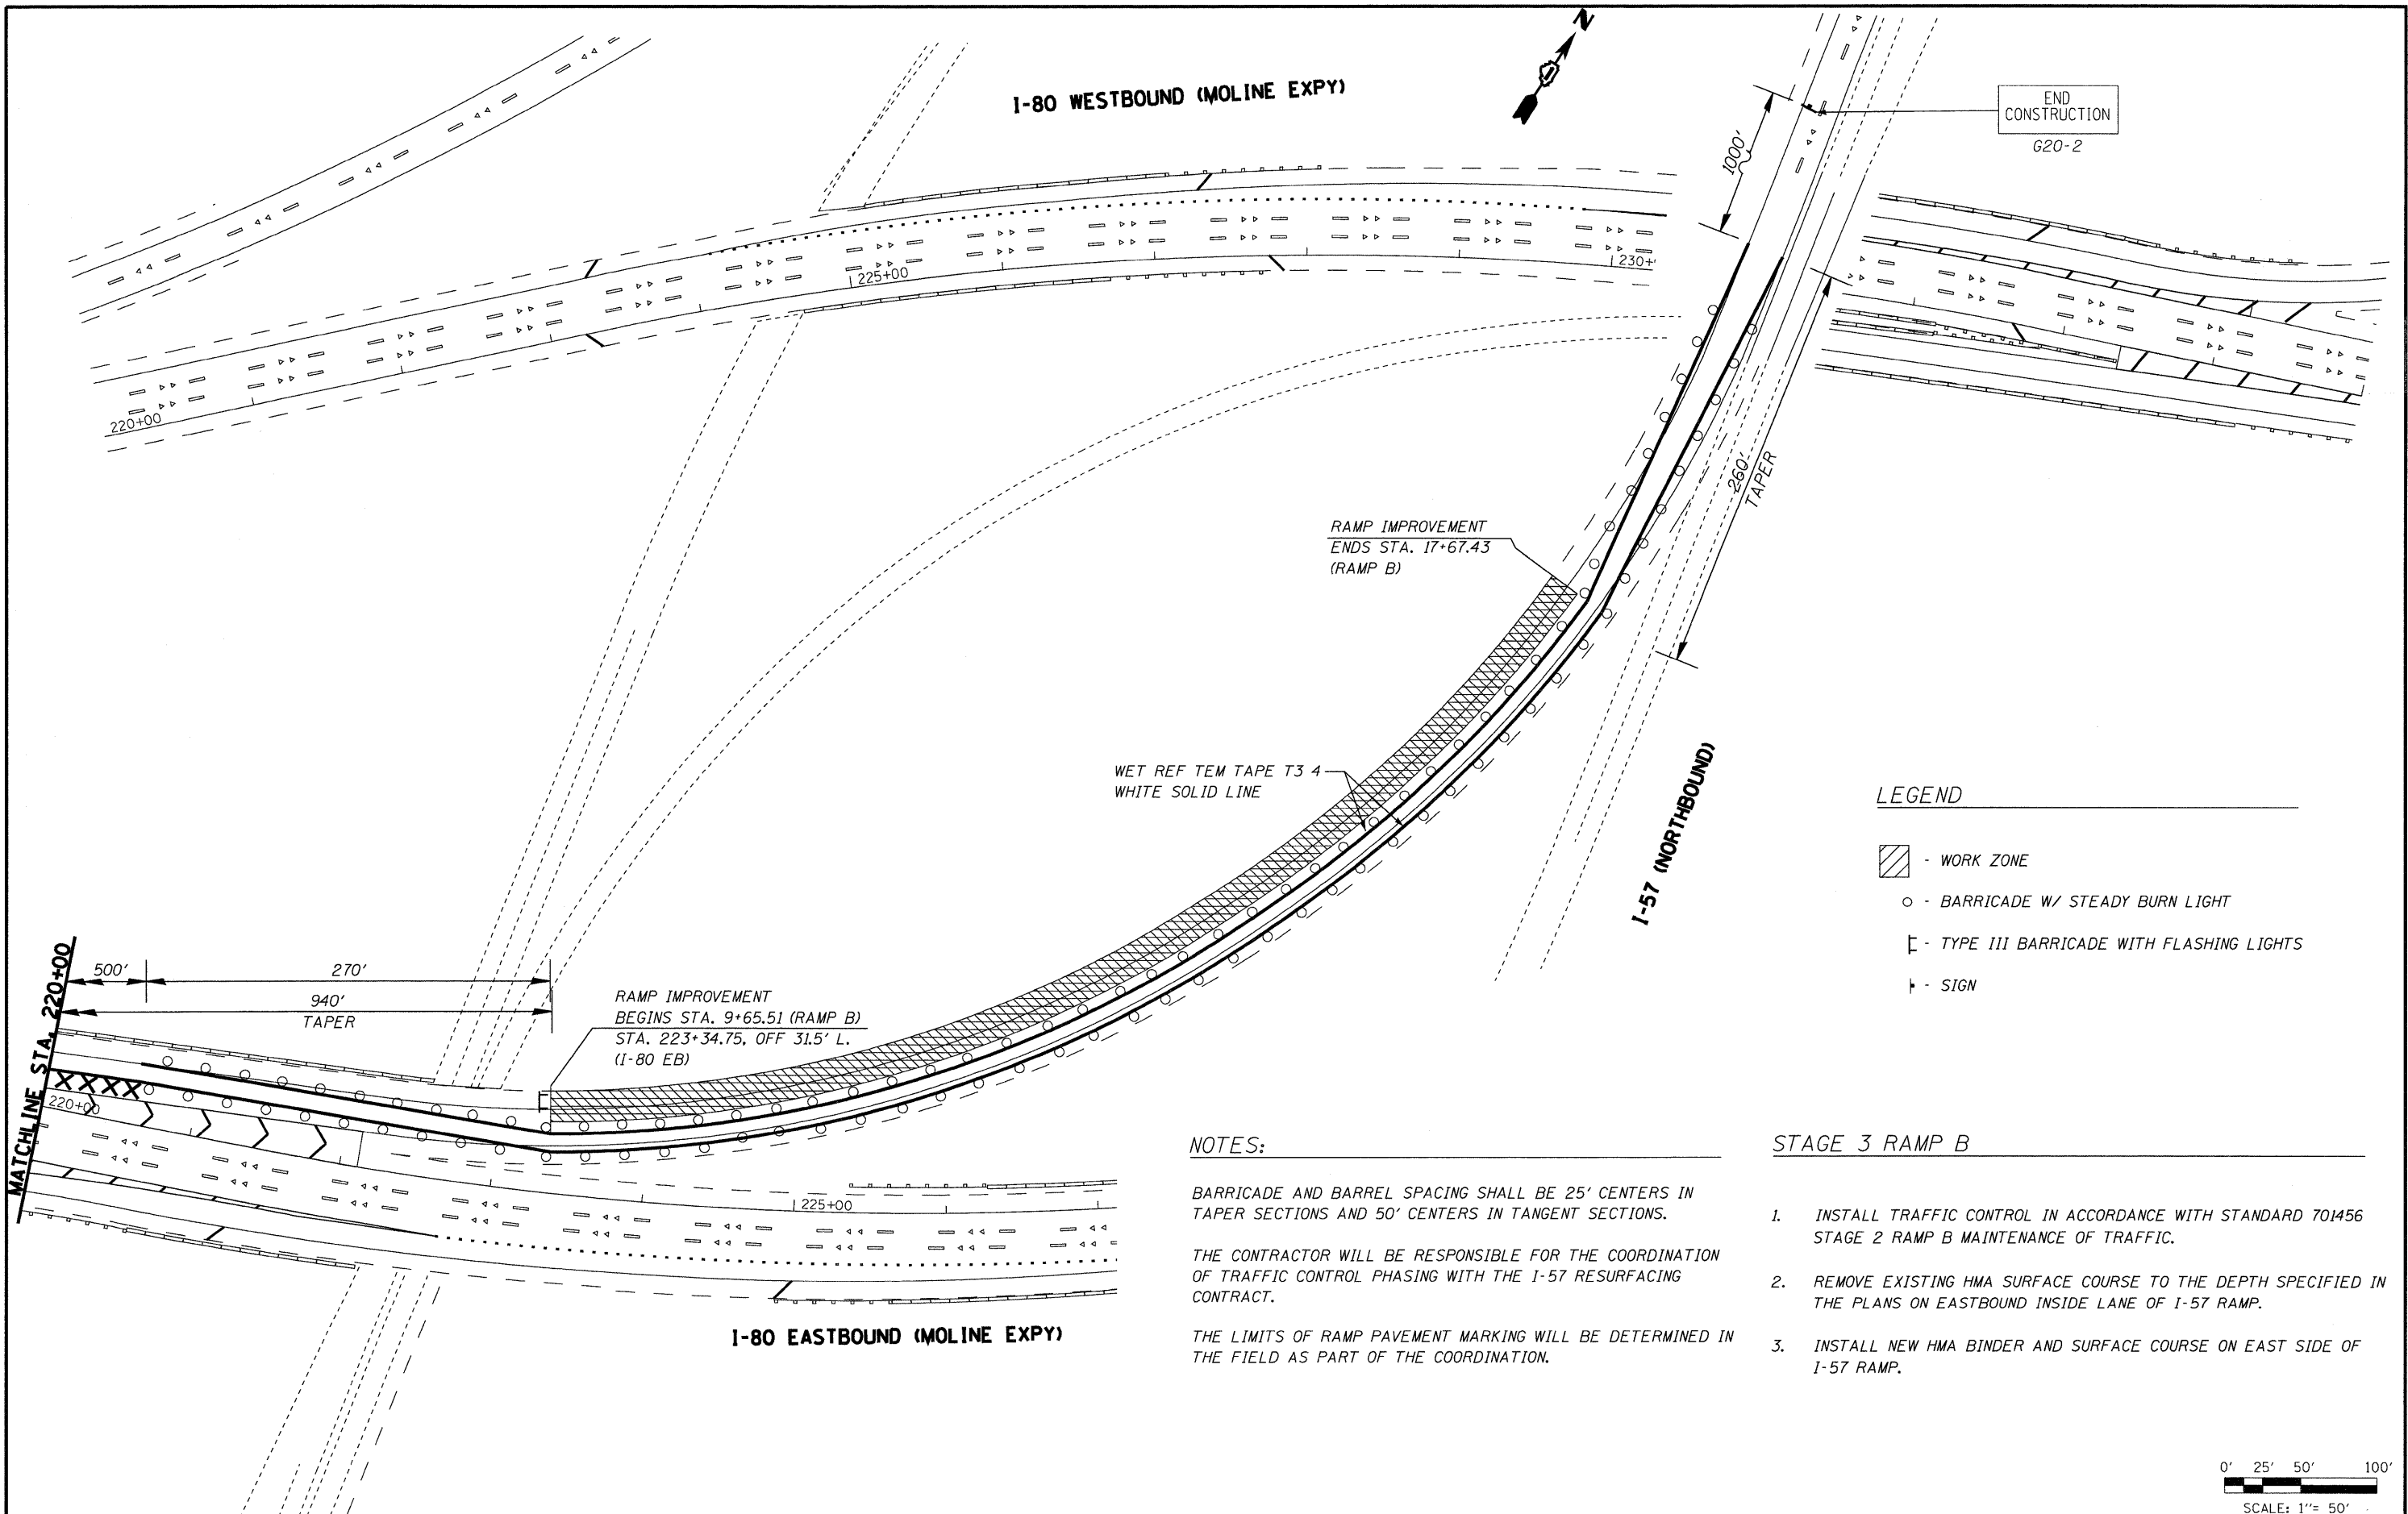 N
I-80 WESTBOUND (MOLINE EXPY)
END
CONSTRUCTION
G20-2
1000'
225+00
230+
220+00
260'
TAPER
RAMP IMPROVEMENT
ENDS STA. 17+67.43
(RAMP B)
WET REF TEM TAPE T3 4
WHITE SOLID LINE
I-57 (NORTHBOUND)
LEGEND
- WORK ZONE
- BARRICADE W/ STEADY BURN LIGHT
- TYPE III BARRICADE WITH FLASHING LIGHTS
- SIGN
MATCHLINE STA. 220+00
500'
270'
940'
TAPER
RAMP IMPROVEMENT
BEGINS STA. 9+65.51 (RAMP B)
STA. 223+34.75, OFF 31.5' L.
(I-80 EB)
220+00
225+00
I-80 EASTBOUND (MOLINE EXPY)
NOTES:
BARRICADE AND BARREL SPACING SHALL BE 25' CENTERS IN
TAPER SECTIONS AND 50' CENTERS IN TANGENT SECTIONS.
THE CONTRACTOR WILL BE RESPONSIBLE FOR THE COORDINATION
OF TRAFFIC CONTROL PHASING WITH THE I-57 RESURFACING
CONTRACT.
THE LIMITS OF RAMP PAVEMENT MARKING WILL BE DETERMINED IN
THE FIELD AS PART OF THE COORDINATION.
STAGE 3 RAMP B
1. INSTALL TRAFFIC CONTROL IN ACCORDANCE WITH STANDARD 701456
STAGE 2 RAMP B MAINTENANCE OF TRAFFIC.
2. REMOVE EXISTING HMA SURFACE COURSE TO THE DEPTH SPECIFIED IN
THE PLANS ON EASTBOUND INSIDE LANE OF I-57 RAMP.
3. INSTALL NEW HMA BINDER AND SURFACE COURSE ON EAST SIDE OF
I-57 RAMP.
0' 25' 50' 100'
SCALE: 1"= 50'